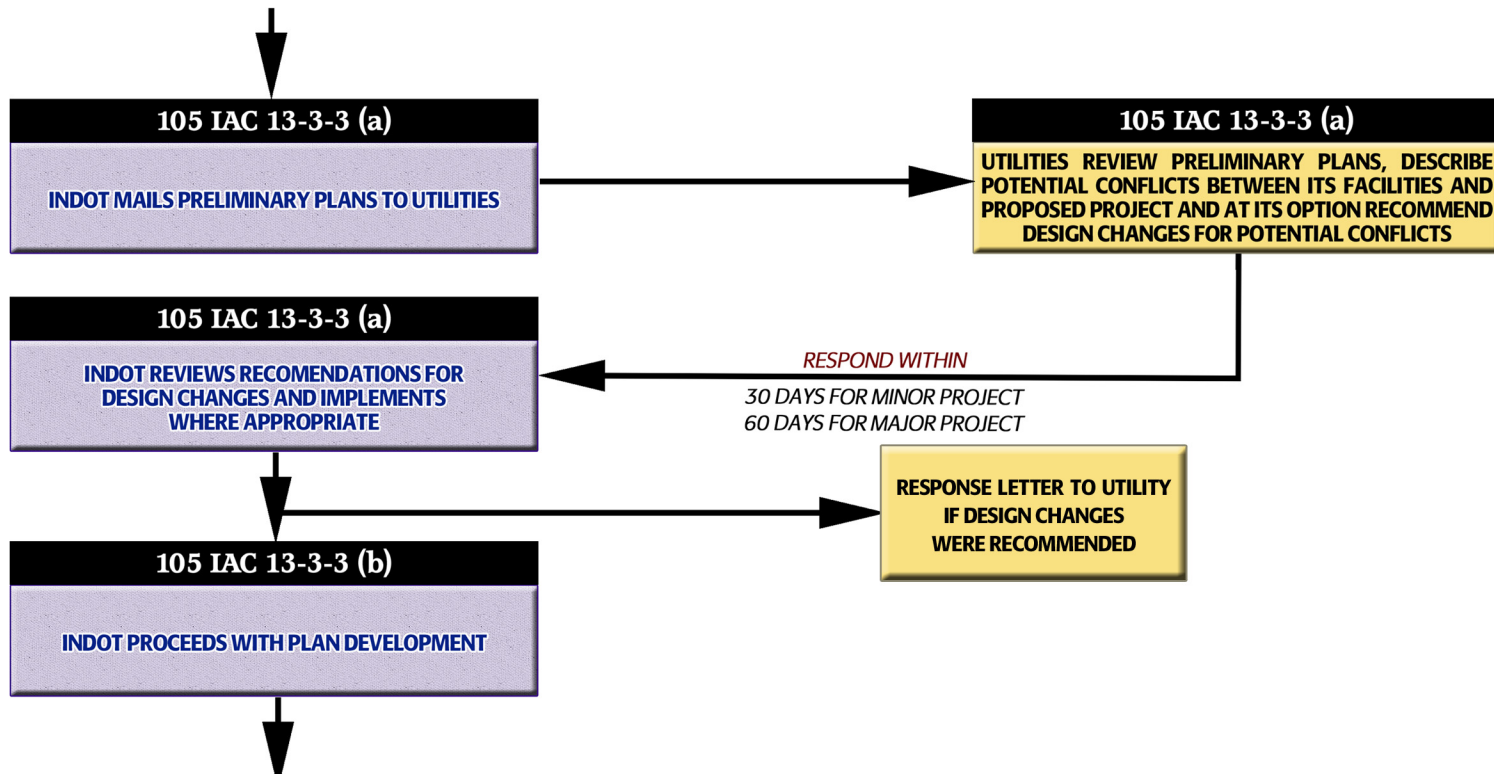 105 IAC 13-3-3 (a)
INDOT MAILS PRELIMINARY PLANS TO UTILITIES
105 IAC 13-3-3 (a)
UTILITIES REVIEW PRELIMINARY PLANS, DESCRIBE
POTENTIAL CONFLICTS BETWEEN ITS FACILITIES AND
PROPOSED PROJECT AND AT ITS OPTION RECOMMEND
DESIGN CHANGES FOR POTENTIAL CONFLICTS
105 IAC 13-3-3 (a)
INDOT REVIEWS RECOMENDATIONS FOR
DESIGN CHANGES AND IMPLEMENTS
WHERE APPROPRIATE
RESPOND WITHIN
30 DAYS FOR MINOR PROJECT
60 DAYS FOR MAJOR PROJECT
RESPONSE LETTER TO UTILITY
IF DESIGN CHANGES
WERE RECOMMENDED
105 IAC 13-3-3 (b)
INDOT PROCEEDS WITH PLAN DEVELOPMENT